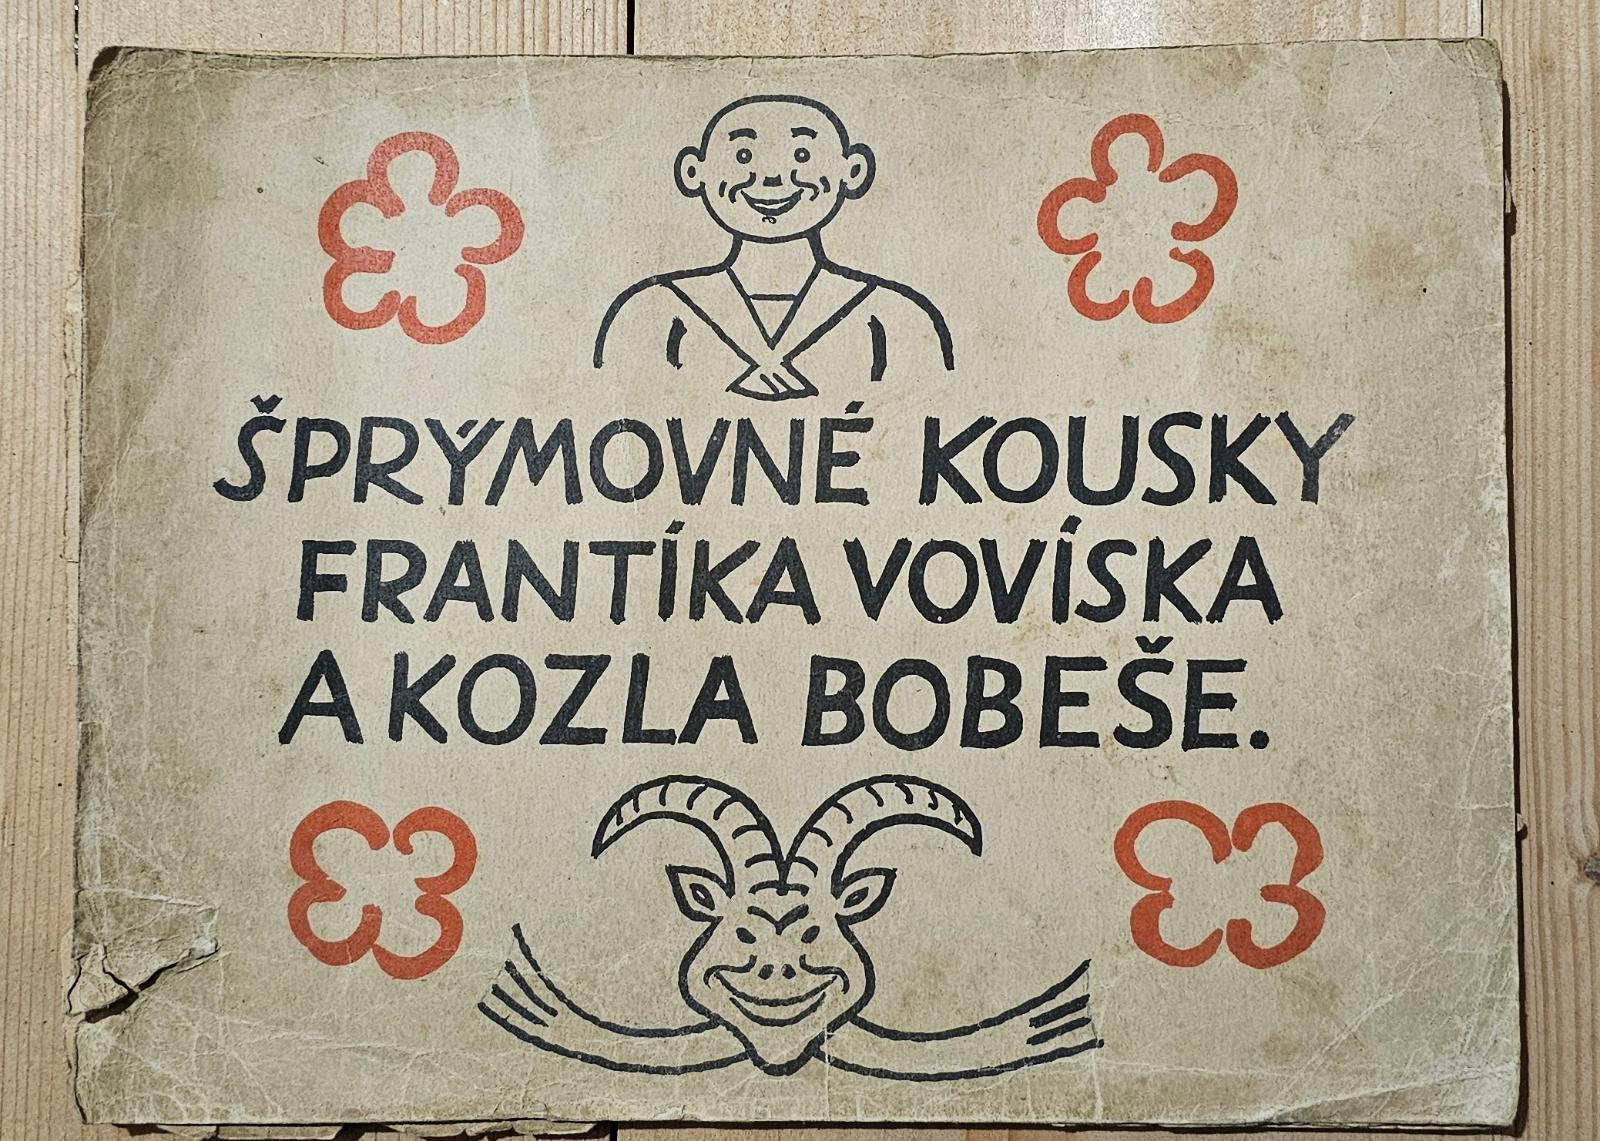 ŠPRÝMOVNÉ KOUSKY
FRANTÍKA VOVÍSKA
A KOZLA BOBEŠE.